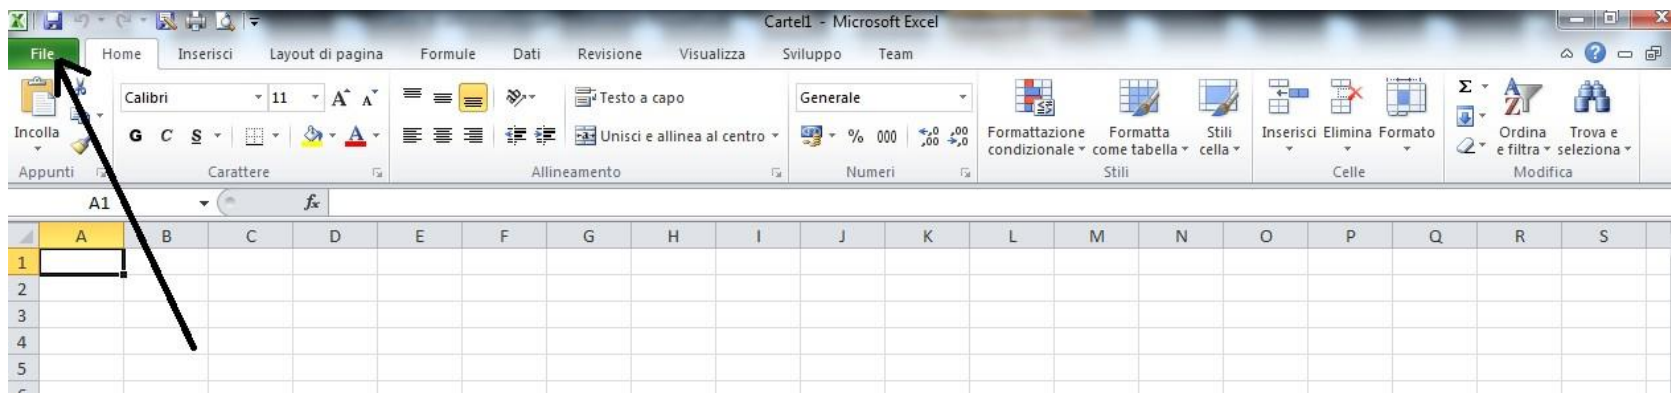 Cartel1 - Microsoft Excel
File Home Inserisci Layout di pagina Formule Dati Revisione Visualizza Sviluppo Team
Calibri 11 A A Testo a capo Generale Σ
Incolla G C S A Unisci e allinea al centro % 000 Formattazione condizionale Formatta come tabella Stili cella Inserisci Elimina Formato Ordina e filtra Trova e seleziona
Appunti Carattere Allineamento Numeri Stili Celle Modifica
A1 fx
A B C D E F G H I J K L M N O P Q R S
1
2
3
4
5